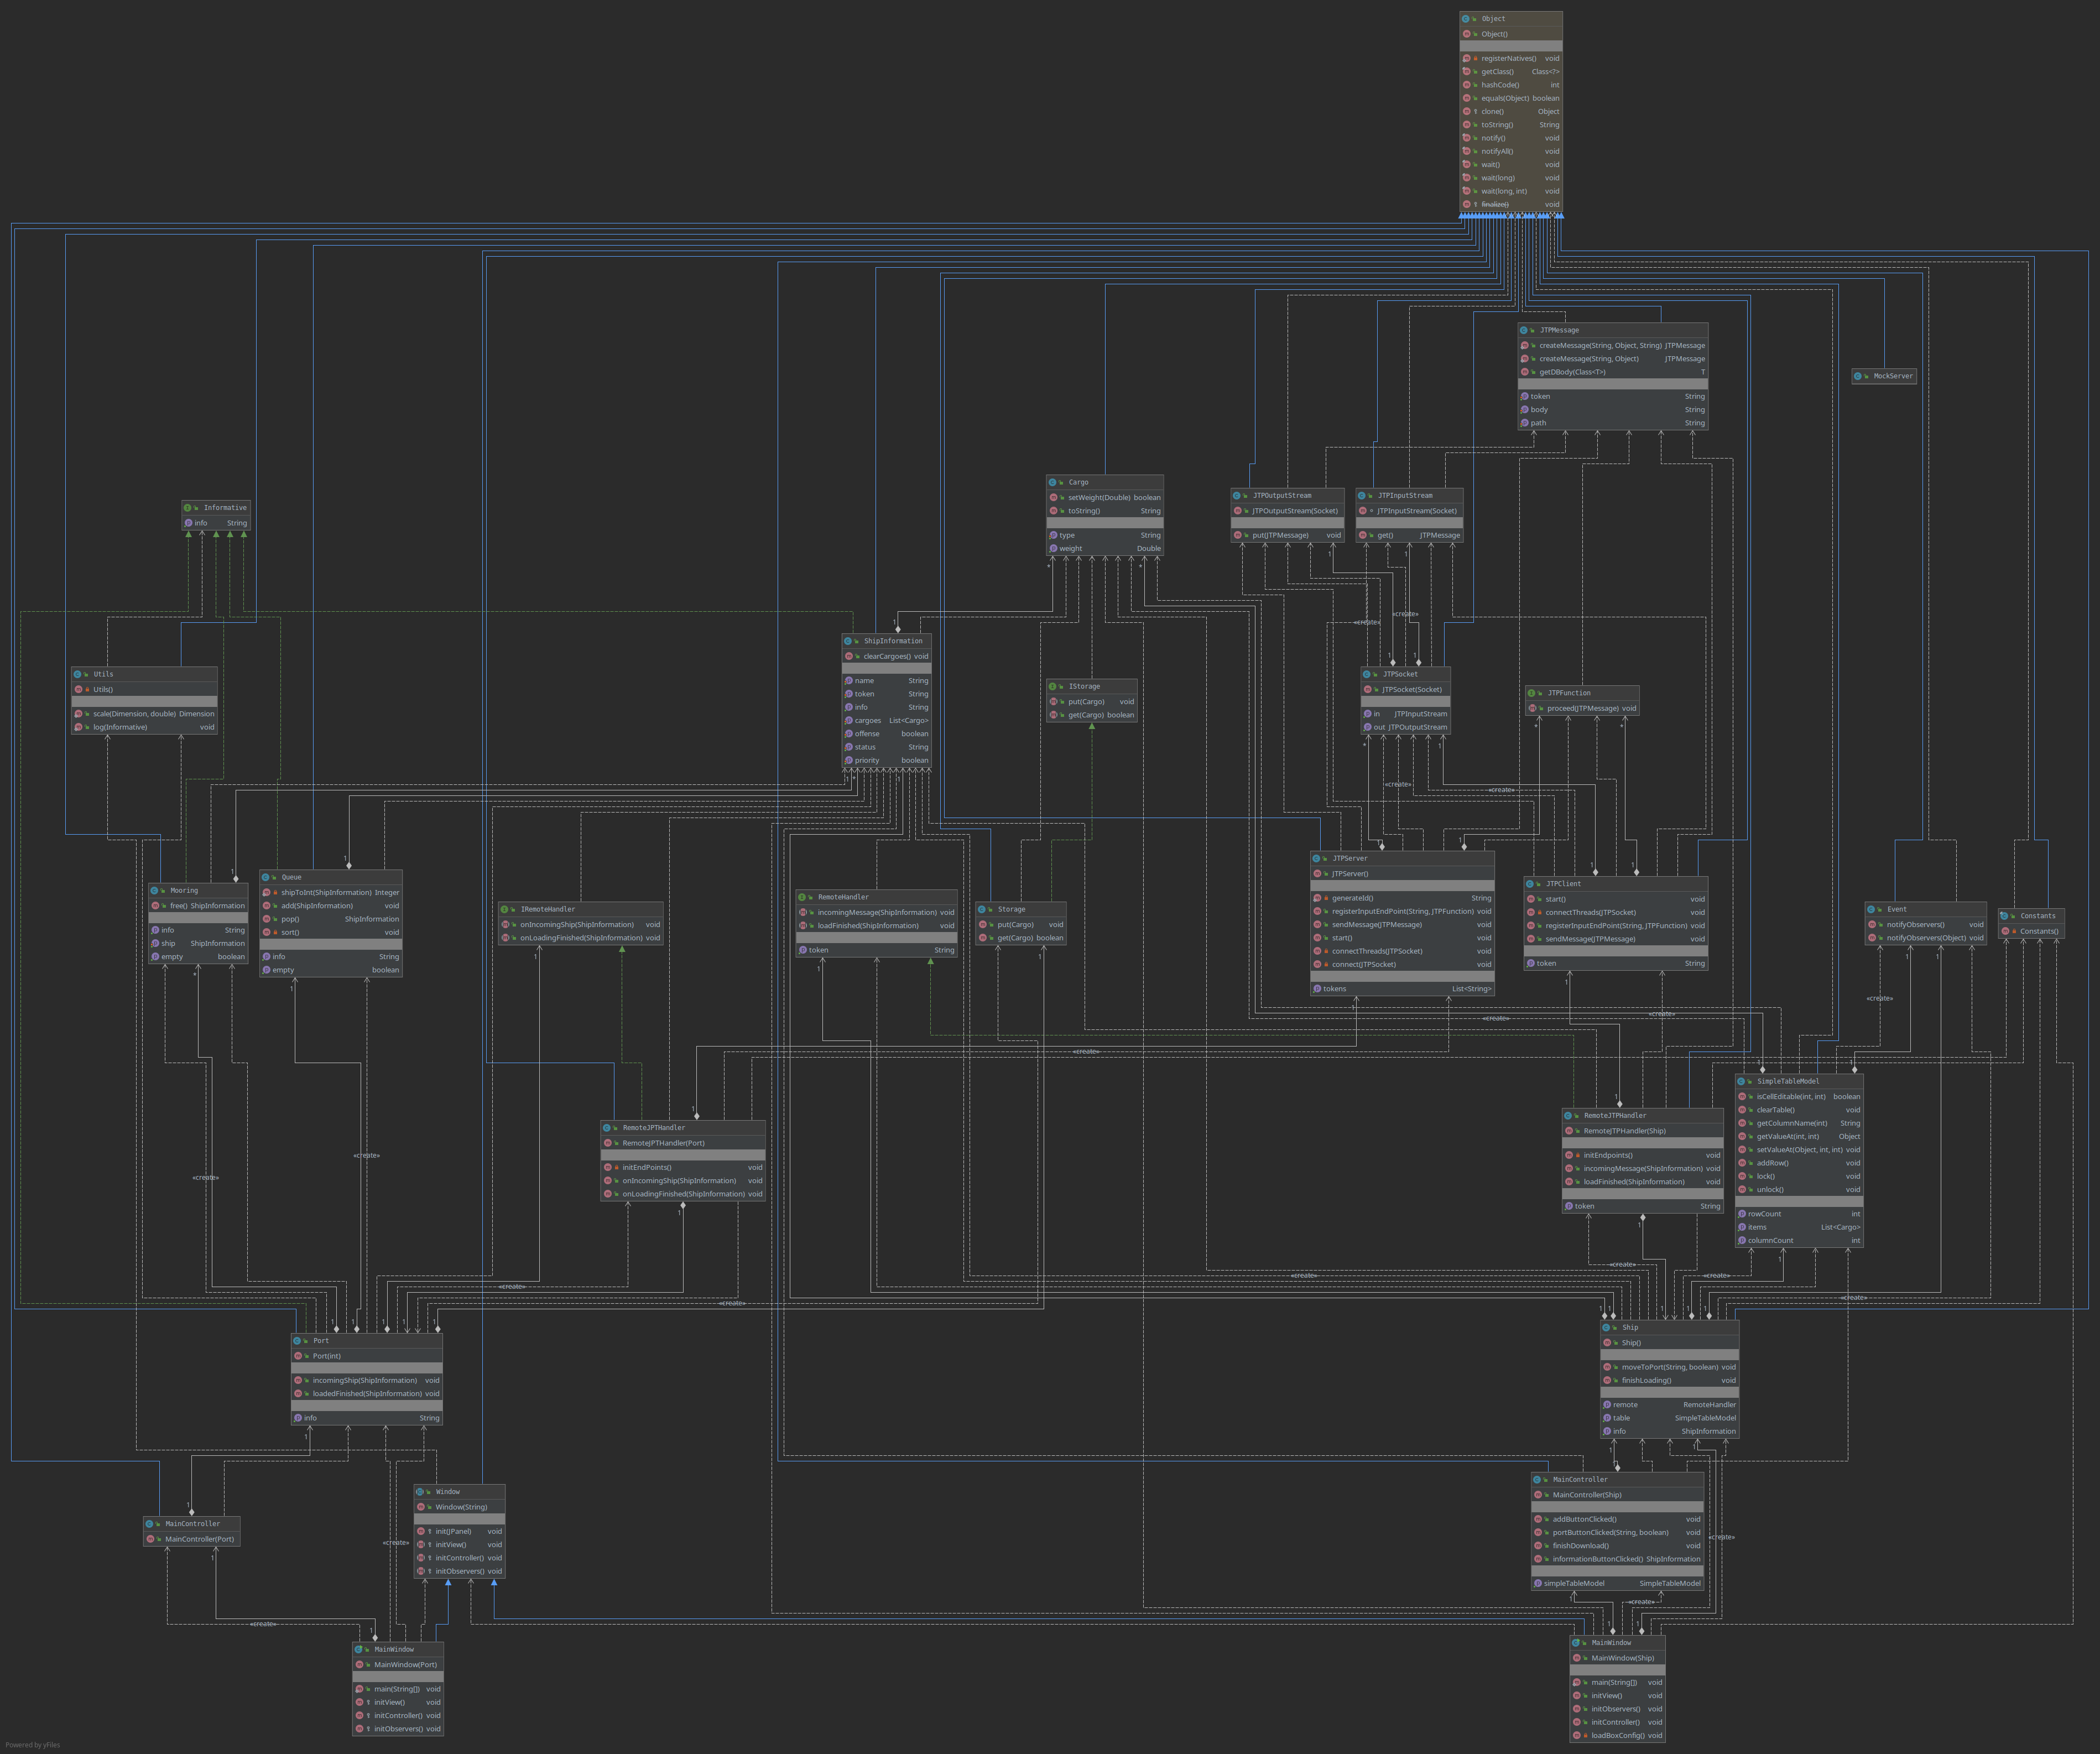 Object
Object()
registerNatives() void
getClass() Class<?>
hashCode() int
equals(Object) boolean
clone() Object
toString() String
notify() void
notifyAll() void
wait() void
wait(long) void
wait(long, int) void
finalize() void
JTPMessage
createMessage(String, Object, String) JTPMessage
createMessage(String, Object) JTPMessage
getDBody(Class<T>) T
token String
body String
path String
MockServer
Informative
info String
Cargo
setWeight(Double) boolean
toString() String
type String
weight Double
JTPOutputStream
JTPOutputStream(Socket)
put(JTPMessage) void
JTPInputStream
JTPInputStream(Socket)
get() JTPMessage
Utils
Utils()
scale(Dimension, double) Dimension
log(Informative) void
ShipInformation
clearCargoes() void
name String
token String
info String
cargoes List<Cargo>
offense boolean
status String
priority boolean
IStorage
put(Cargo) void
get(Cargo) boolean
«create»
«create»
JTPSocket
JTPSocket(Socket)
in JTPInputStream
out JTPOutputStream
JTPFunction
proceed(JTPMessage) void
«create»
«create»
Mooring
free() ShipInformation
info String
ship ShipInformation
empty boolean
Queue
shipToInt(ShipInformation) Integer
add(ShipInformation) void
pop() ShipInformation
sort() void
info String
empty boolean
IRemoteHandler
onIncomingShip(ShipInformation) void
onLoadingFinished(ShipInformation) void
RemoteHandler
incomingMessage(ShipInformation) void
loadFinished(ShipInformation) void
token String
Storage
put(Cargo) void
get(Cargo) boolean
JTPServer
JTPServer()
generateId() String
registerInputEndPoint(String, JTPFunction) void
sendMessage(JTPMessage) void
start() void
connectThreads(JTPSocket) void
connect(JTPSocket) void
tokens List<String>
JTPClient
start() void
connectThreads(JTPSocket) void
registerInputEndPoint(String, JTPFunction) void
sendMessage(JTPMessage) void
token String
Event
notifyObservers() void
notifyObservers(Object) void
Constants
Constants()
«create»
«create»
«create»
«create»
RemoteJPTHandler
RemoteJPTHandler(Port)
initEndPoints() void
onIncomingShip(ShipInformation) void
onLoadingFinished(ShipInformation) void
RemoteJTPHandler
RemoteJTPHandler(Ship)
initEndpoints() void
incomingMessage(ShipInformation) void
loadFinished(ShipInformation) void
token String
SimpleTableModel
isCellEditable(int, int) boolean
clearTable() void
getColumnName(int) String
getValueAt(int, int) Object
setValueAt(Object, int, int) void
addRow() void
lock() void
unlock() void
rowCount int
items List<Cargo>
columnCount int
«create»
«create»
«create»
«create»
«create»
«create»
«create»
«create»
Port
Port(int)
incomingShip(ShipInformation) void
loadedFinished(ShipInformation) void
info String
Ship
Ship()
moveToPort(String, boolean) void
finishLoading() void
remote RemoteHandler
table SimpleTableModel
info ShipInformation
MainController
MainController(Port)
Window
Window(String)
init(JPanel) void
initView() void
initController() void
initObservers() void
MainController
MainController(Ship)
addButtonClicked() void
portButtonClicked(String, boolean) void
finishDownload() void
informationButtonClicked() ShipInformation
simpleTableModel SimpleTableModel
«create»
«create»
«create»
«create»
MainWindow
MainWindow(Port)
main(String[]) void
initView() void
initController() void
initObservers() void
MainWindow
MainWindow(Ship)
main(String[]) void
initView() void
initObservers() void
initController() void
loadBoxConfig() void
Powered by yFiles